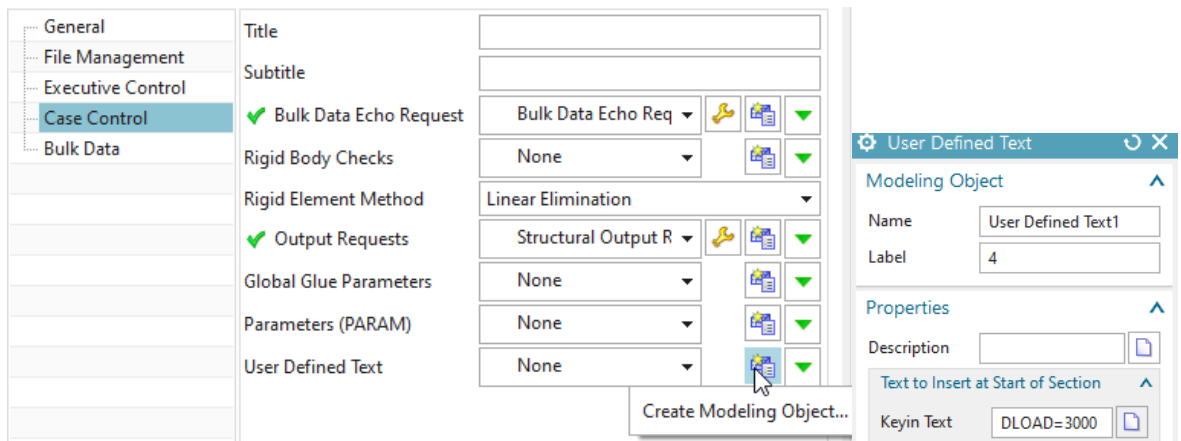 General
File Management
Executive Control
Case Control
Bulk Data
Title
Subtitle
Bulk Data Echo Request
Bulk Data Echo Req
Rigid Body Checks
None
Rigid Element Method
Linear Elimination
Output Requests
Structural Output R
Global Glue Parameters
None
Parameters (PARAM)
None
User Defined Text
None
Create Modeling Object...
User Defined Text
Modeling Object
Name
User Defined Text1
Label
4
Properties
Description
Text to Insert at Start of Section
Keyin Text
DLOAD=3000